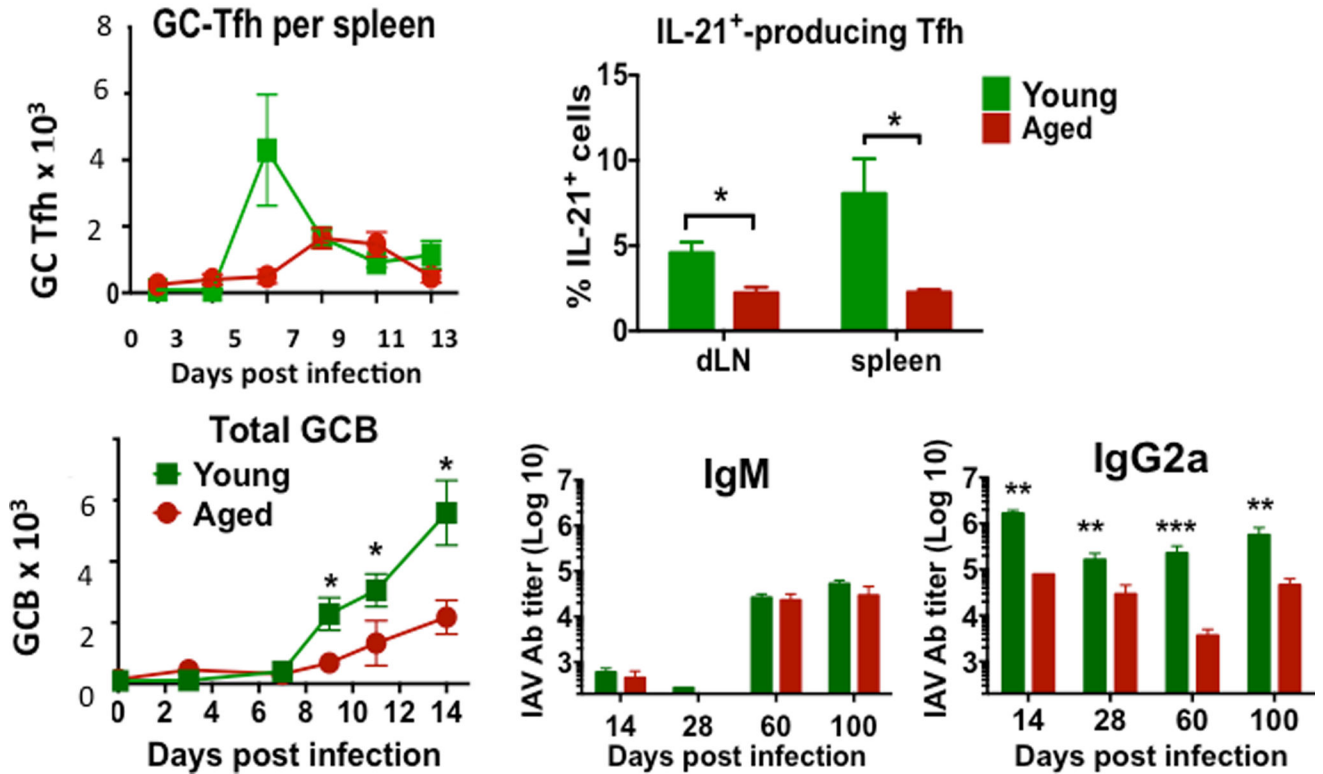 GC-Tfh per spleen
GC Tfh x 10³
8
6
4
2
0
0 3 5 7 9 11 13
Days post infection
IL-21⁺-producing Tfh
% IL-21⁺ cells
15
10
5
0
*
*
dLN spleen
Young
Aged
Total GCB
Young
Aged
GCB x 10³
6
4
2
0
*
*
*
0 2 4 6 8 10 12 14
Days post infection
IgM
IAV Ab titer (Log 10)
7
6
5
4
3
14 28 60 100
Days post infection
IgG2a
IAV Ab titer (Log 10)
7
6
5
4
3
**
**
***
**
14 28 60 100
Days post infection